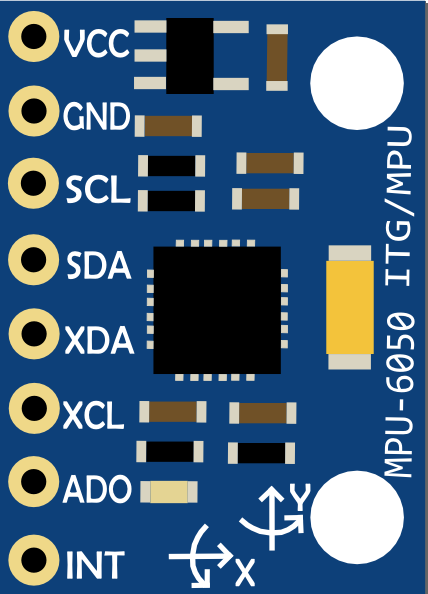 VCC
GND
SCL
SDA
XDA
XCL
ADO
INT
MPU-6050 ITG/MPU
Y
X